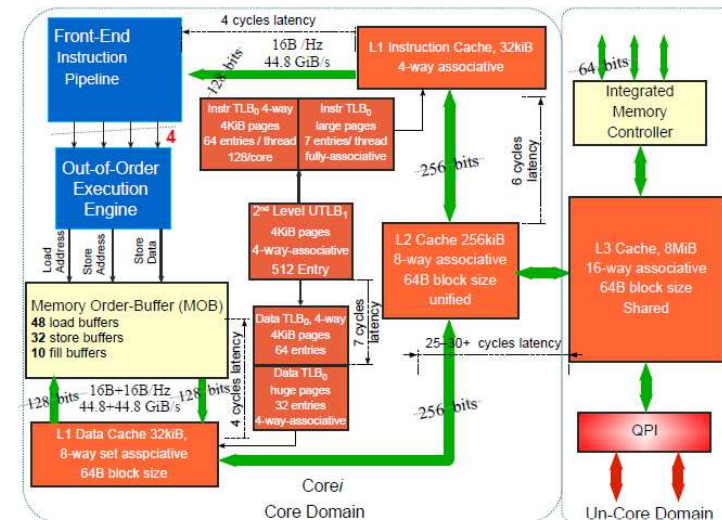 Front-End
Instruction
Pipeline
4 cycles latency
16B /Hz
44.8 GiB/s
128 bits
L1 Instruction Cache, 32kiB
4-way associative
4
Instr TLB0 4-way
4KiB pages
64 entries / thread
128/core
Instr TLB0
large pages
7 entries/ thread
fully-associative
256 bits
6 cycles
latency
64 bits
Integrated
Memory
Controller
Out-of-Order
Execution
Engine
Load
Address
Store
Address
Store
Data
2nd Level UTLB1
4KiB pages
4-way-associative
512 Entry
L2 Cache 256kiB
8-way associative
64B block size
unified
L3 Cache, 8MiB
16-way associative
64B block size
Shared
Memory Order-Buffer (MOB)
48 load buffers
32 store buffers
10 fill buffers
4 cycles latency
Data TLB0, 4-way
4KiB pages
64 entries
7 cycles
latency
25-30+ cycles latency
Data TLB0
huge pages
32 entries
4-way-associative
128 bits
16B+16B/Hz
44.8+44.8 GiB/s
128 bits
256 bits
L1 Data Cache 32kiB,
8-way set asspciative
64B block size
QPI
Corei
Core Domain
Un-Core Domain